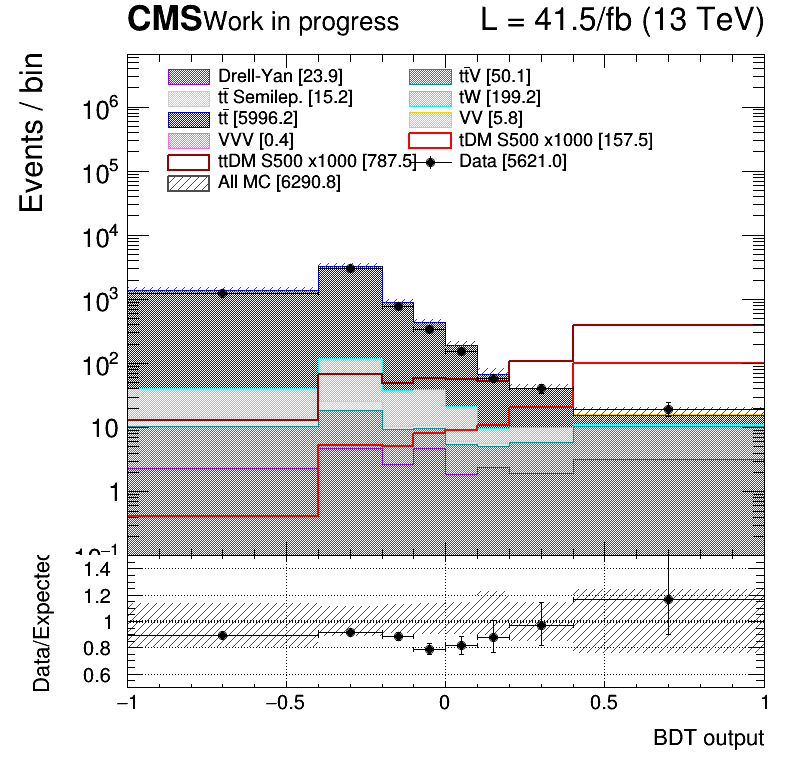 CMS Work in progress L = 41.5/fb (13 TeV)
Events / bin
Drell-Yan [23.9] tt̄V [50.1]
tt̄ Semilep. [15.2] tW [199.2]
tt̄ [5996.2] VV [5.8]
VVV [0.4] tDM S500 x1000 [157.5]
ttDM S500 x1000 [787.5] Data [5621.0]
All MC [6290.8]
10⁶
10⁵
10⁴
10³
10²
10
1
10⁻¹
Data/Expected
1.4
1.2
1
0.8
0.6
−1 −0.5 0 0.5 1
BDT output